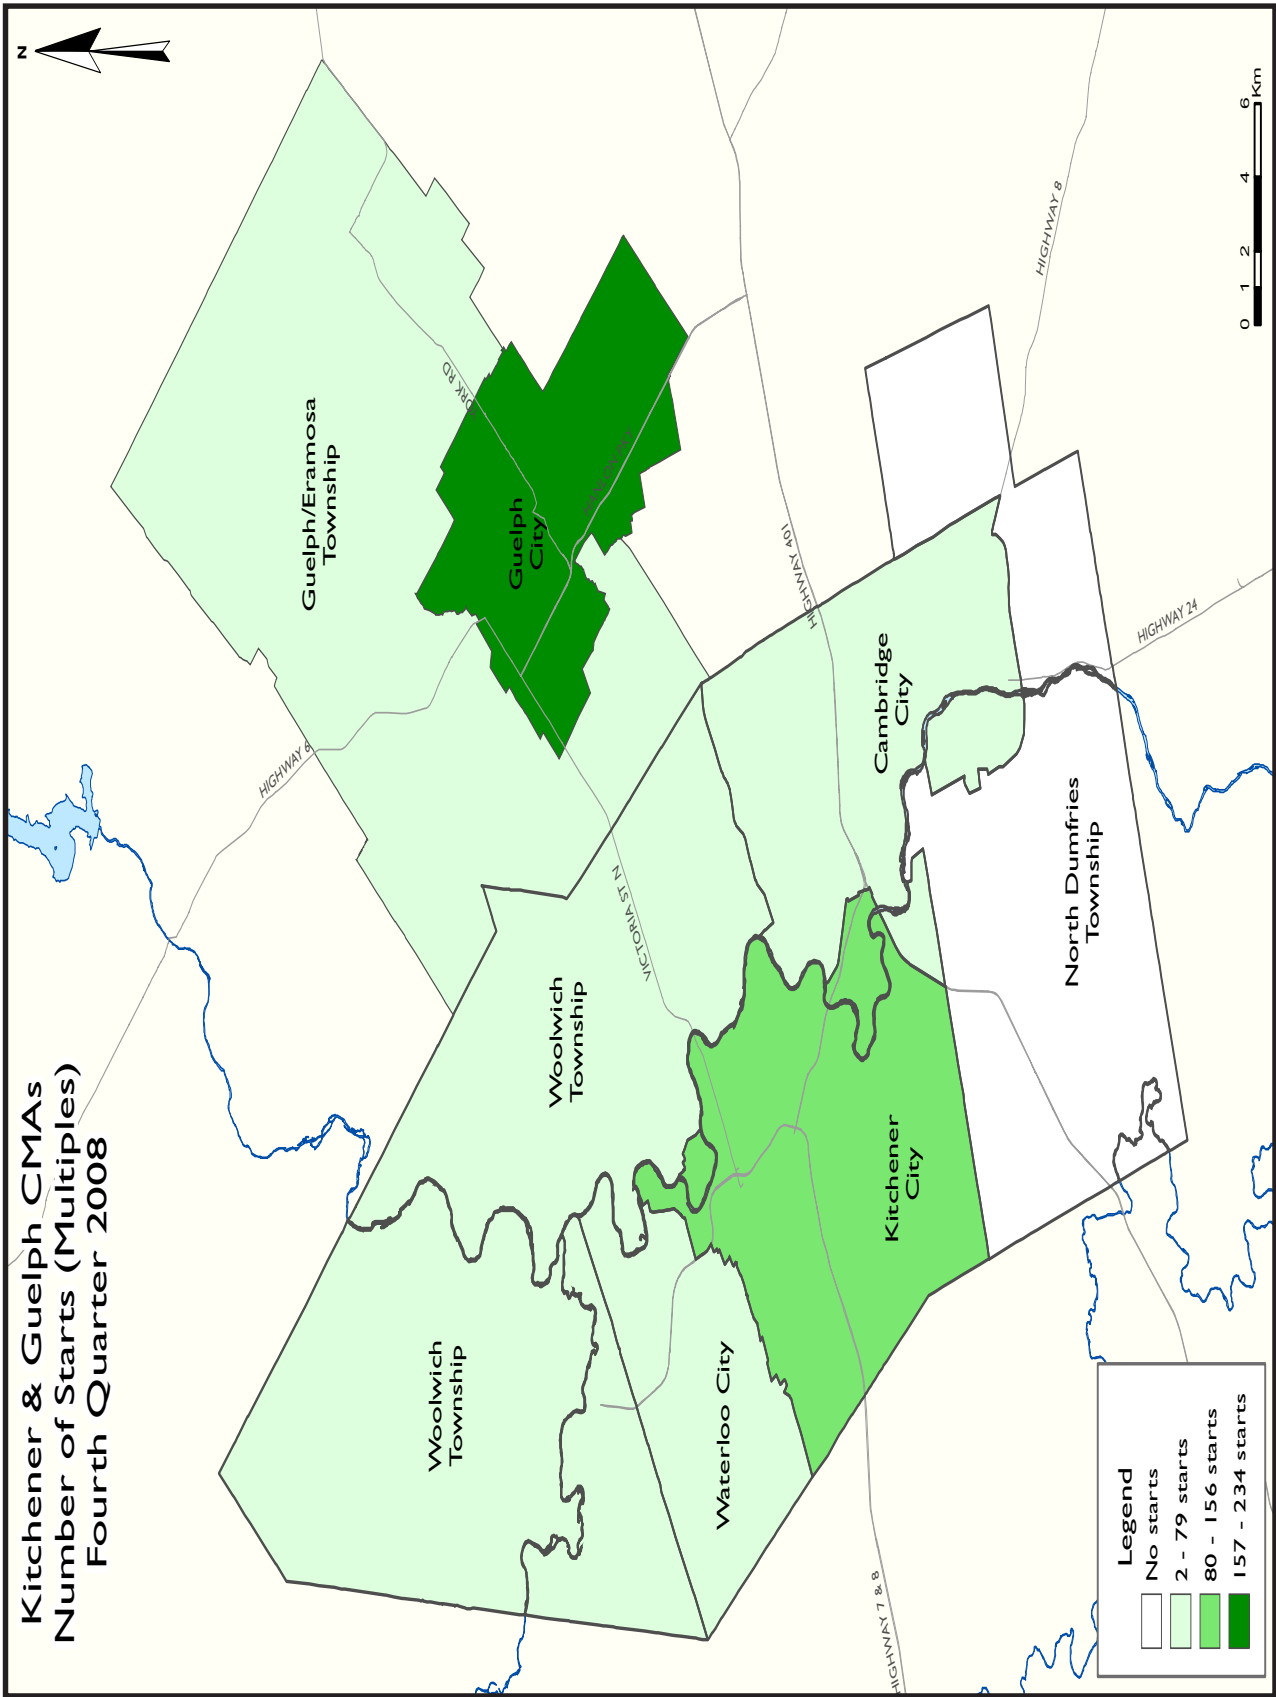 Kitchener & Guelph CMAs
Number of Starts (Multiples)
Fourth Quarter 2008
N
Guelph/Eramosa
Township
HIGHWAY 6
ORK RD
Guelph
City
Woolwich
Township
VICTORIA ST N
Woolwich
Township
HIGHWAY 401
Waterloo City
Cambridge
City
Kitchener
City
HIGHWAY 8
North Dumfries
Township
HIGHWAY 24
HIGHWAY 7 & 8
Legend
No starts
2 - 79 starts
80 - 156 starts
157 - 234 starts
0 1 2 4 6 Km